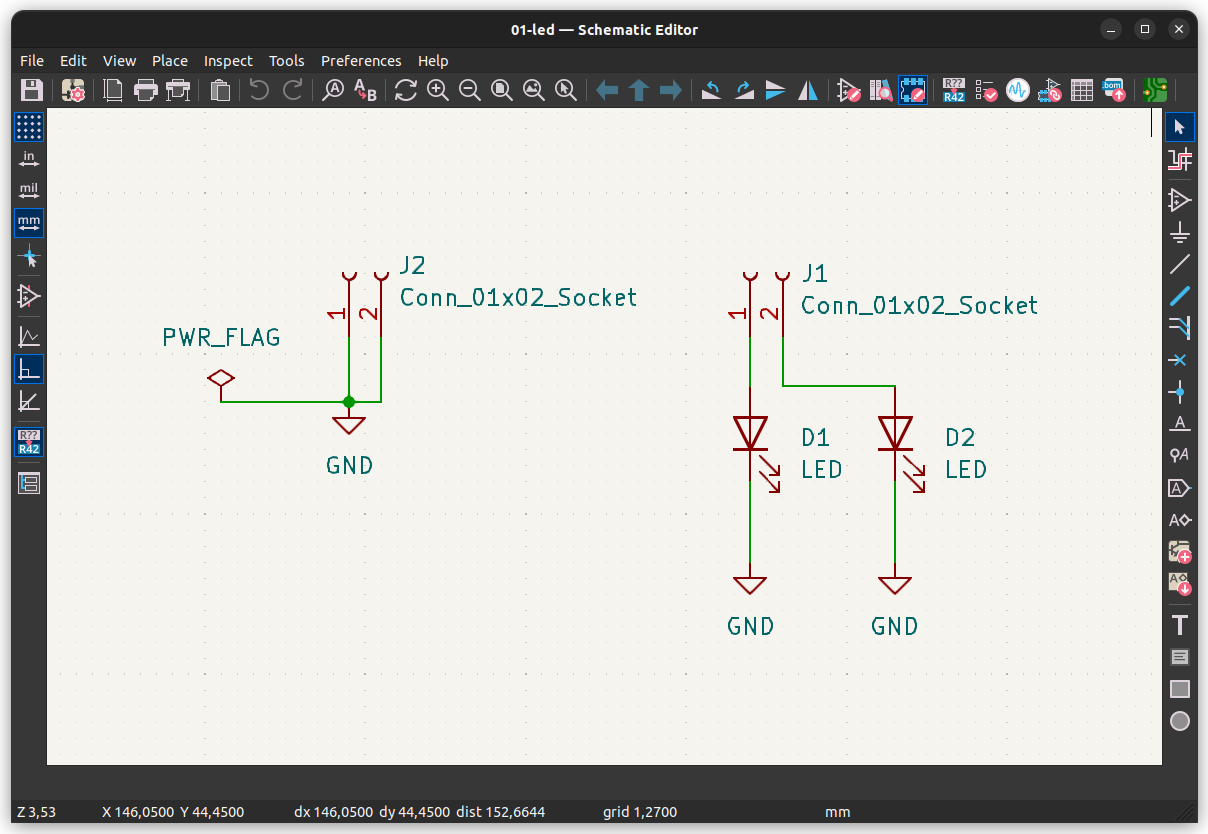 01-led — Schematic Editor
File Edit View Place Inspect Tools Preferences Help
A
A B
R??
R42
.bom
in
mil
mm
R??
R42
A
A
A
A
A
T
J2
Conn_01x02_Socket
1 2
PWR_FLAG
GND
J1
Conn_01x02_Socket
1 2
D1
LED
D2
LED
GND
GND
Z 3,53 X 146,0500 Y 44,4500 dx 146,0500 dy 44,4500 dist 152,6644 grid 1,2700 mm